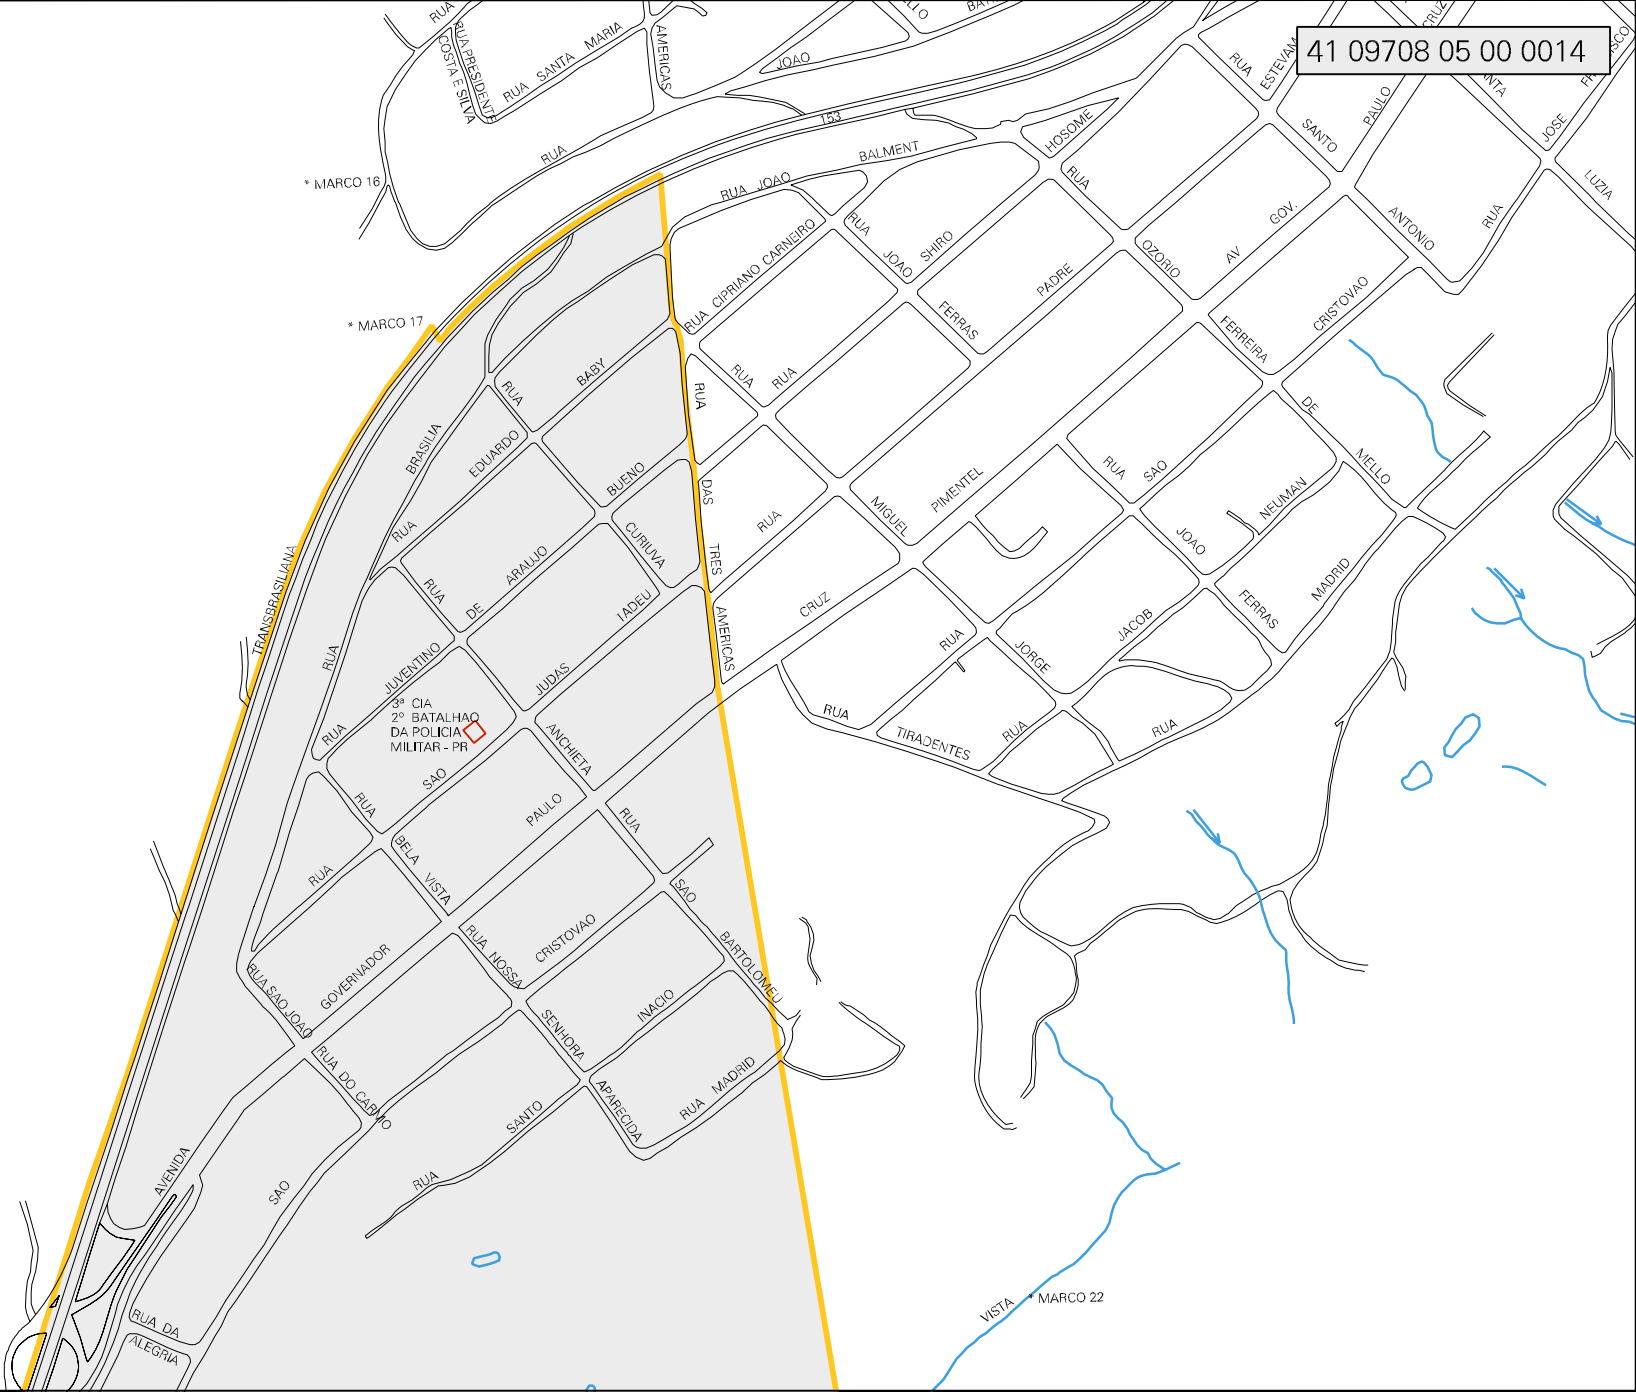 41 09708 05 00 0014
RUA
RUA PRESIDENTE
COSTA E SILVA
RUA SANTA MARIA
AMERICAS
JOAO
RUA
153
* MARCO 16
* MARCO 17
BALMENT
RUA JOAO
HOSOME
RUA
RUA
ESTEVAM
SANTO
PAULO
CRUZ
JOSE
LUZIA
ANTONIO
RUA
GOV.
AV
OZORIO
PADRE
SHIRO
RUA
JOAO
RUA CIPRIANO CARNEIRO
FERRAS
FERREIRA
CRISTOVAO
RUA
BABY
RUA
RUA
RUA
BRASILIA
EDUARDO
RUA
BUENO
DAS
DE
MELLO
RUA
SAO
NEUMAN
PIMENTEL
MIGUEL
RUA
CURIUVA
TRES
ARAUJO
RUA
DE
TADEU
AMERICAS
CRUZ
JOAO
FERRAS
MADRID
JACOB
RUA
JORGE
TRANSBRASILIANA
RUA
JUVENTINO
JUDAS
3ª CIA
2º BATALHAO
DA POLICIA
MILITAR - PR
RUA
SAO
ANCHIETA
RUA
TIRADENTES
RUA
RUA
RUA
PAULO
RUA
BELA
VISTA
RUA
SAO
BARTOLOMEU
CRISTOVAO
RUA NOSSA
GOVERNADOR
RUA SAO JOAO
INACIO
SENHORA
RUA DO CARMO
APARECIDA
RUA MADRID
SANTO
RUA
AVENIDA
SAO
RUA DA
ALEGRIA
VISTA
* MARCO 22